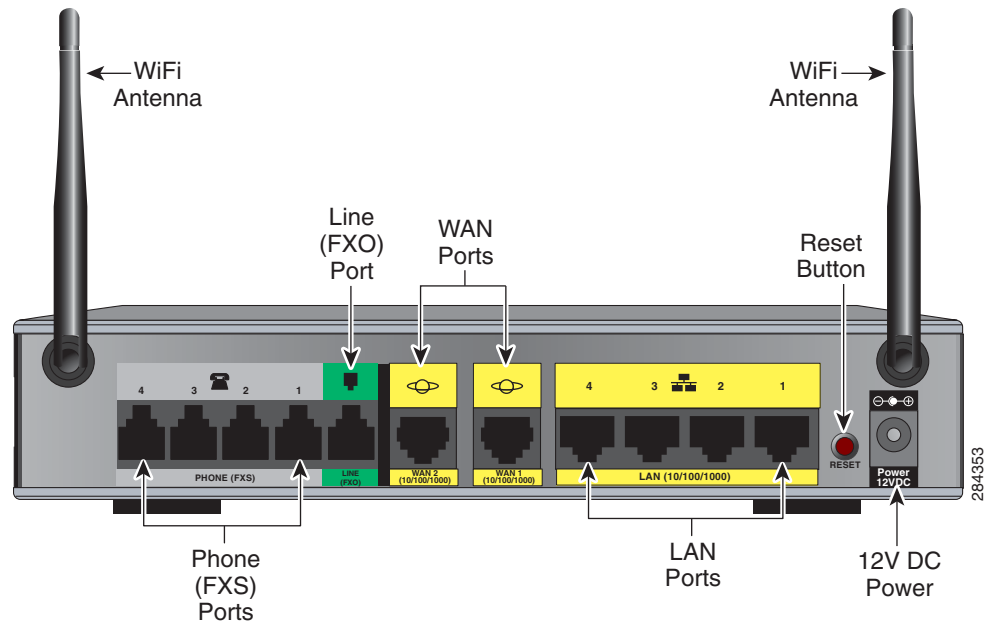 WiFi
Antenna
WiFi
Antenna
Line
(FXO)
Port
WAN
Ports
Reset
Button
4 3 2 1
4 3 2 1
PHONE (FXS)
LINE
(FXO)
WAN 2
(10/100/1000)
WAN 1
(10/100/1000)
LAN (10/100/1000)
RESET
Power
12VDC
284353
Phone
(FXS)
Ports
LAN
Ports
12V DC
Power